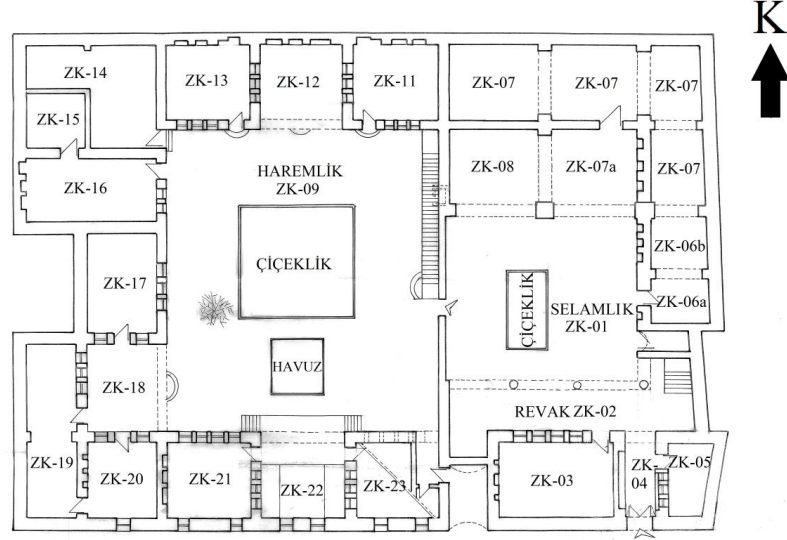 K
ZK-14
ZK-13
ZK-12
ZK-11
ZK-07
ZK-07
ZK-07
ZK-15
ZK-16
HAREMLİK
ZK-09
ZK-08
ZK-07a
ZK-07
ÇİÇEKLİK
ZK-06b
ZK-17
ZK-06a
ÇİÇEKLİK
SELAMLIK
ZK-01
HAVUZ
ZK-18
REVAK ZK-02
ZK-19
ZK-20
ZK-21
ZK-22
ZK-23
ZK-03
ZK-
04
ZK-05